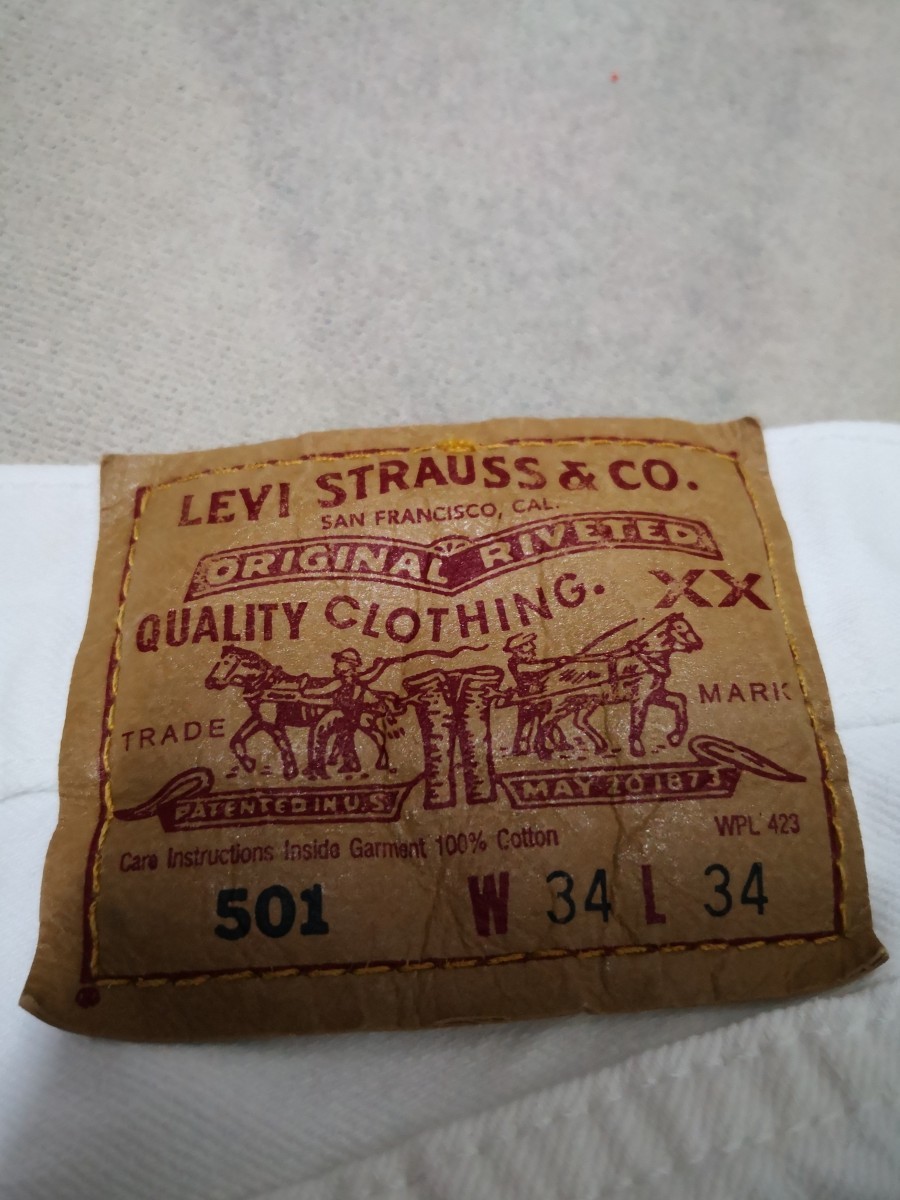 LEVI STRAUSS & CO.
SAN FRANCISCO, CAL.
ORIGINAL RIVETED
QUALITY CLOTHING. XX
TRADE MARK
PATENTED IN U.S. MAY 20 1873
WPL 423
Care Instructions Inside Garment 100% Cotton
501 W 34 L 34
®